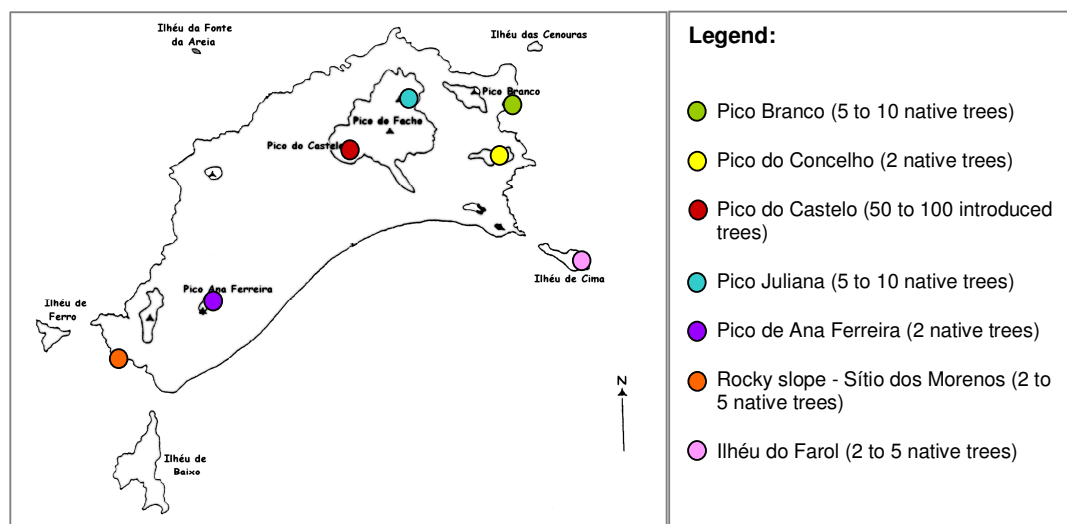 Ilhéu da Fonte
da Areia
Ilhéu das Cenouras
Pico Branco
Pico do Facho
Pico do Castelo
Ilhéu de Cima
Pico Ana Ferreira
Ilhéu de
Ferro
N
Ilhéu de
Baixo
Legend:
Pico Branco (5 to 10 native trees)
Pico do Concelho (2 native trees)
Pico do Castelo (50 to 100 introduced
trees)
Pico Juliana (5 to 10 native trees)
Pico de Ana Ferreira (2 native trees)
Rocky slope - Sítio dos Morenos (2 to
5 native trees)
Ilhéu do Farol (2 to 5 native trees)